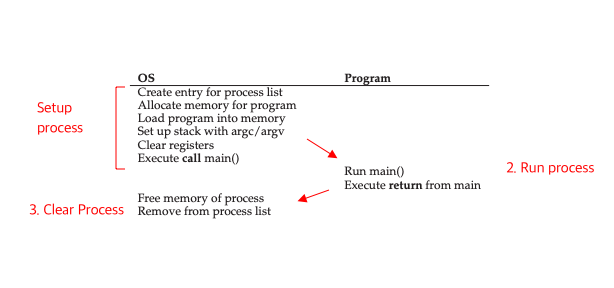 OS Program
Create entry for process list
Allocate memory for program
Load program into memory
Set up stack with argc/argv
Clear registers
Execute call main()
Setup
process
Run main()
Execute return from main
2. Run process
Free memory of process
Remove from process list
3. Clear Process